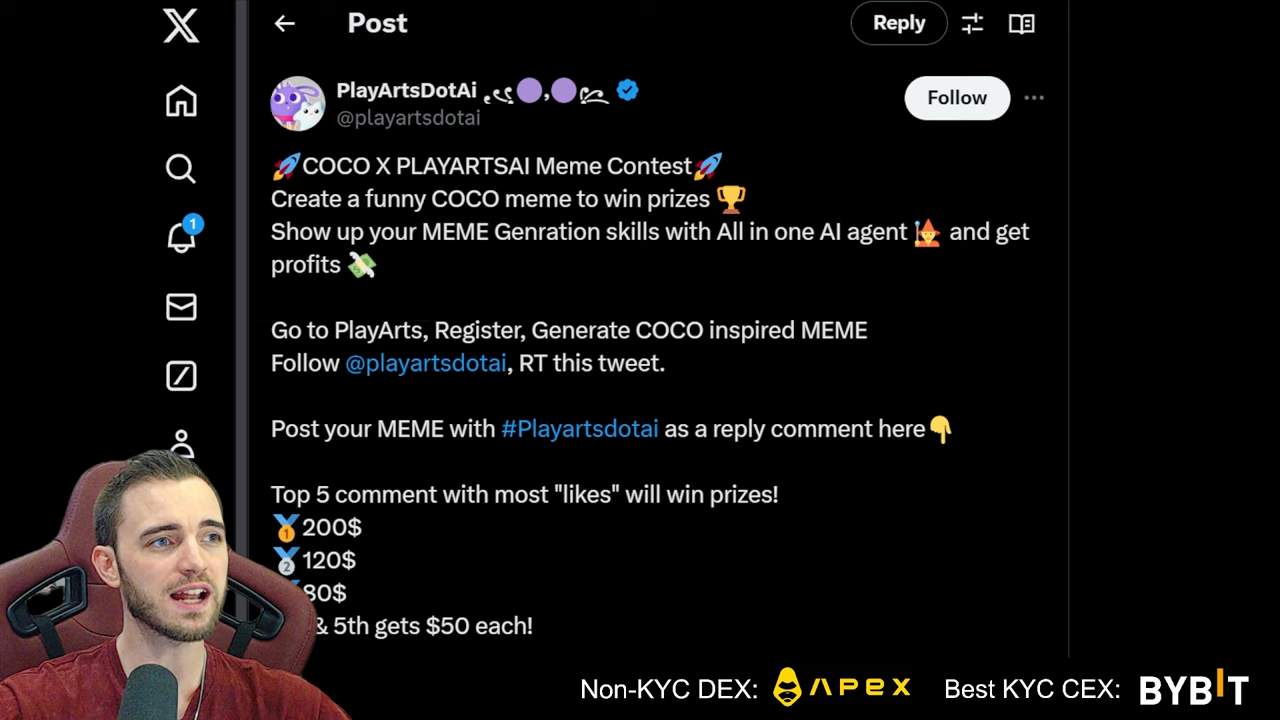 Post
Reply
PlayArtsDotAi
@playartsdotai
Follow
1
🚀COCO X PLAYARTSAI Meme Contest🚀
Create a funny COCO meme to win prizes 🏆
Show up your MEME Genration skills with All in one AI agent and get
profits 💸
Go to PlayArts, Register, Generate COCO inspired MEME
Follow @playartsdotai, RT this tweet.
Post your MEME with #Playartsdotai as a reply comment here👇
Top 5 comment with most "likes" will win prizes!
🥇200$
🥈120$
80$
& 5th gets $50 each!
Non-KYC DEX: APEX Best KYC CEX: BYBIT